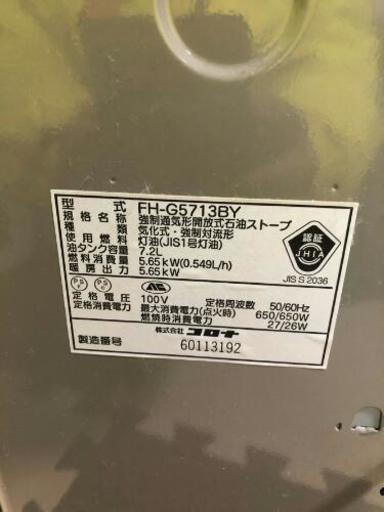 型式 FH-G5713BY
規格名称 強制通気形開放式石油ストーブ
種類 気化式・強制対流形
使用燃料 灯油(JIS1号灯油)
油タンク容量 7.2L
燃料消費量 5.65kW(0.549L/h)
暖房出力 5.65kW
認証
JHIA
JIS S 2036
PS
C
PS
E
定格電圧 100V 定格周波数 50/60Hz
定格消費電力 最大消費電力(点火時) 650/650W
燃焼時消費電力 27/26W
株式会社 コロナ
製造番号 60113192